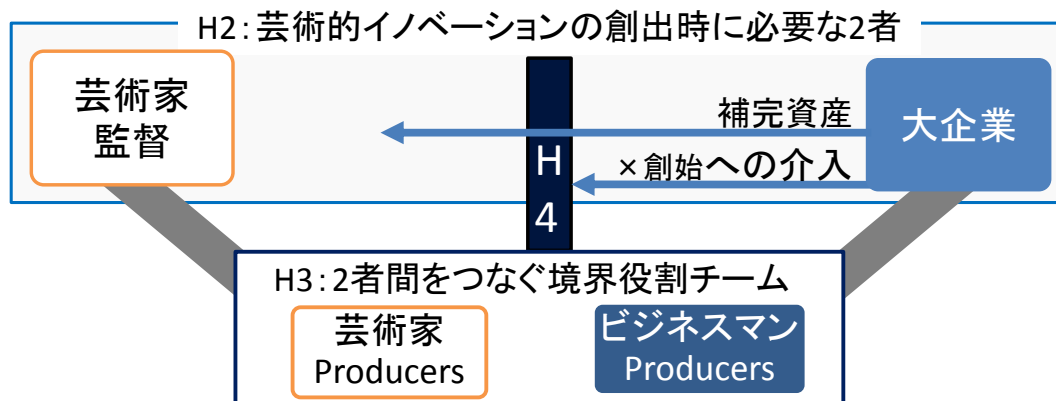 H2：芸術的イノベーションの創出時に必要な2者
芸術家
監督
補完資産
大企業
×創始への介入
H
4
H3：2者間をつなぐ境界役割チーム
芸術家
Producers
ビジネスマン
Producers